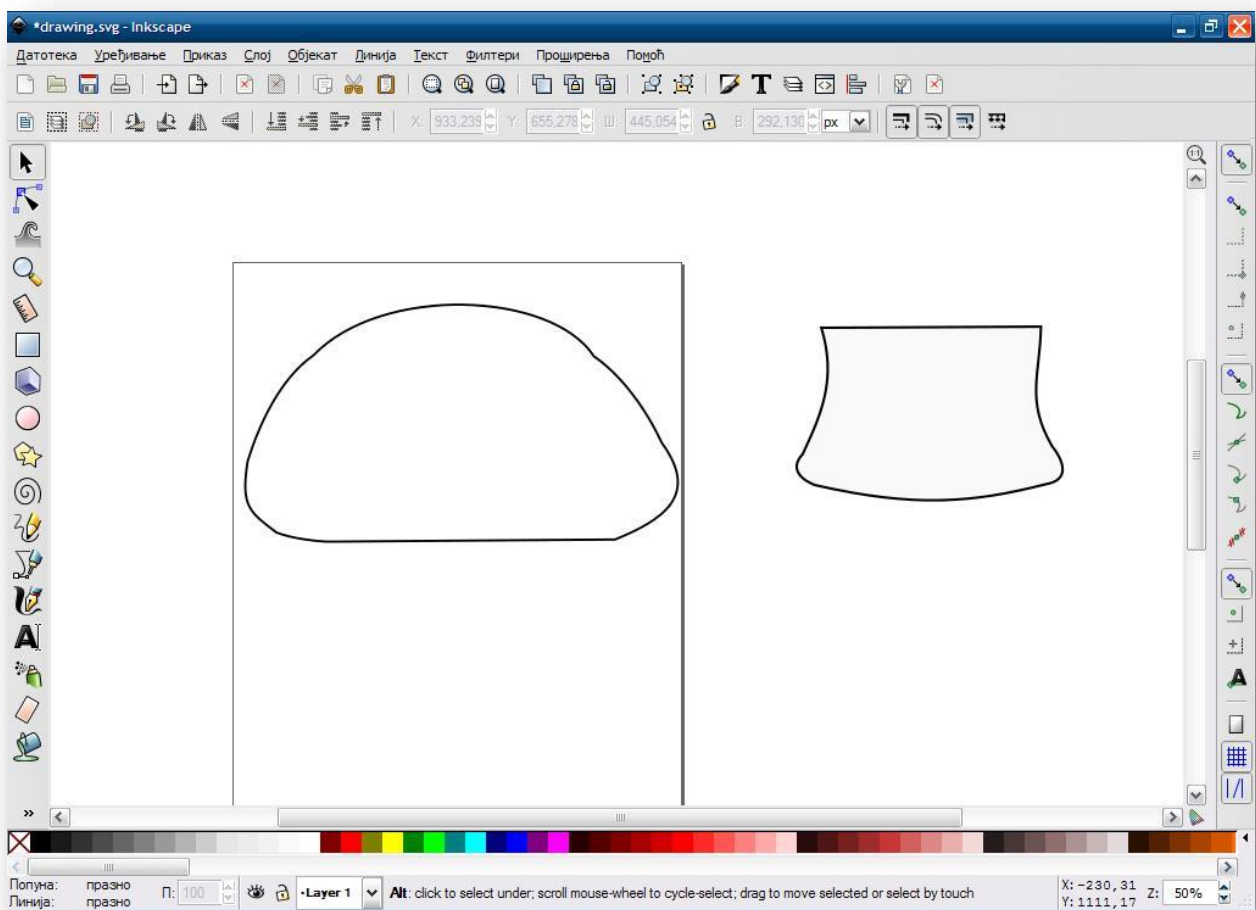 *drawing.svg - Inkscape
Датотека Уређивање Приказ Слој Објекат Линија Текст Филтери Проширења Помоћ
X: 933,239 Y: 655,278 Ш: 445,054 В: 292,130 px
Попуна: празно П: 100 •Layer 1 Alt: click to select under; scroll mouse-wheel to cycle-select; drag to move selected or select by touch X: -230,31 Z: 50%
Линија: празно Y: 1111,17